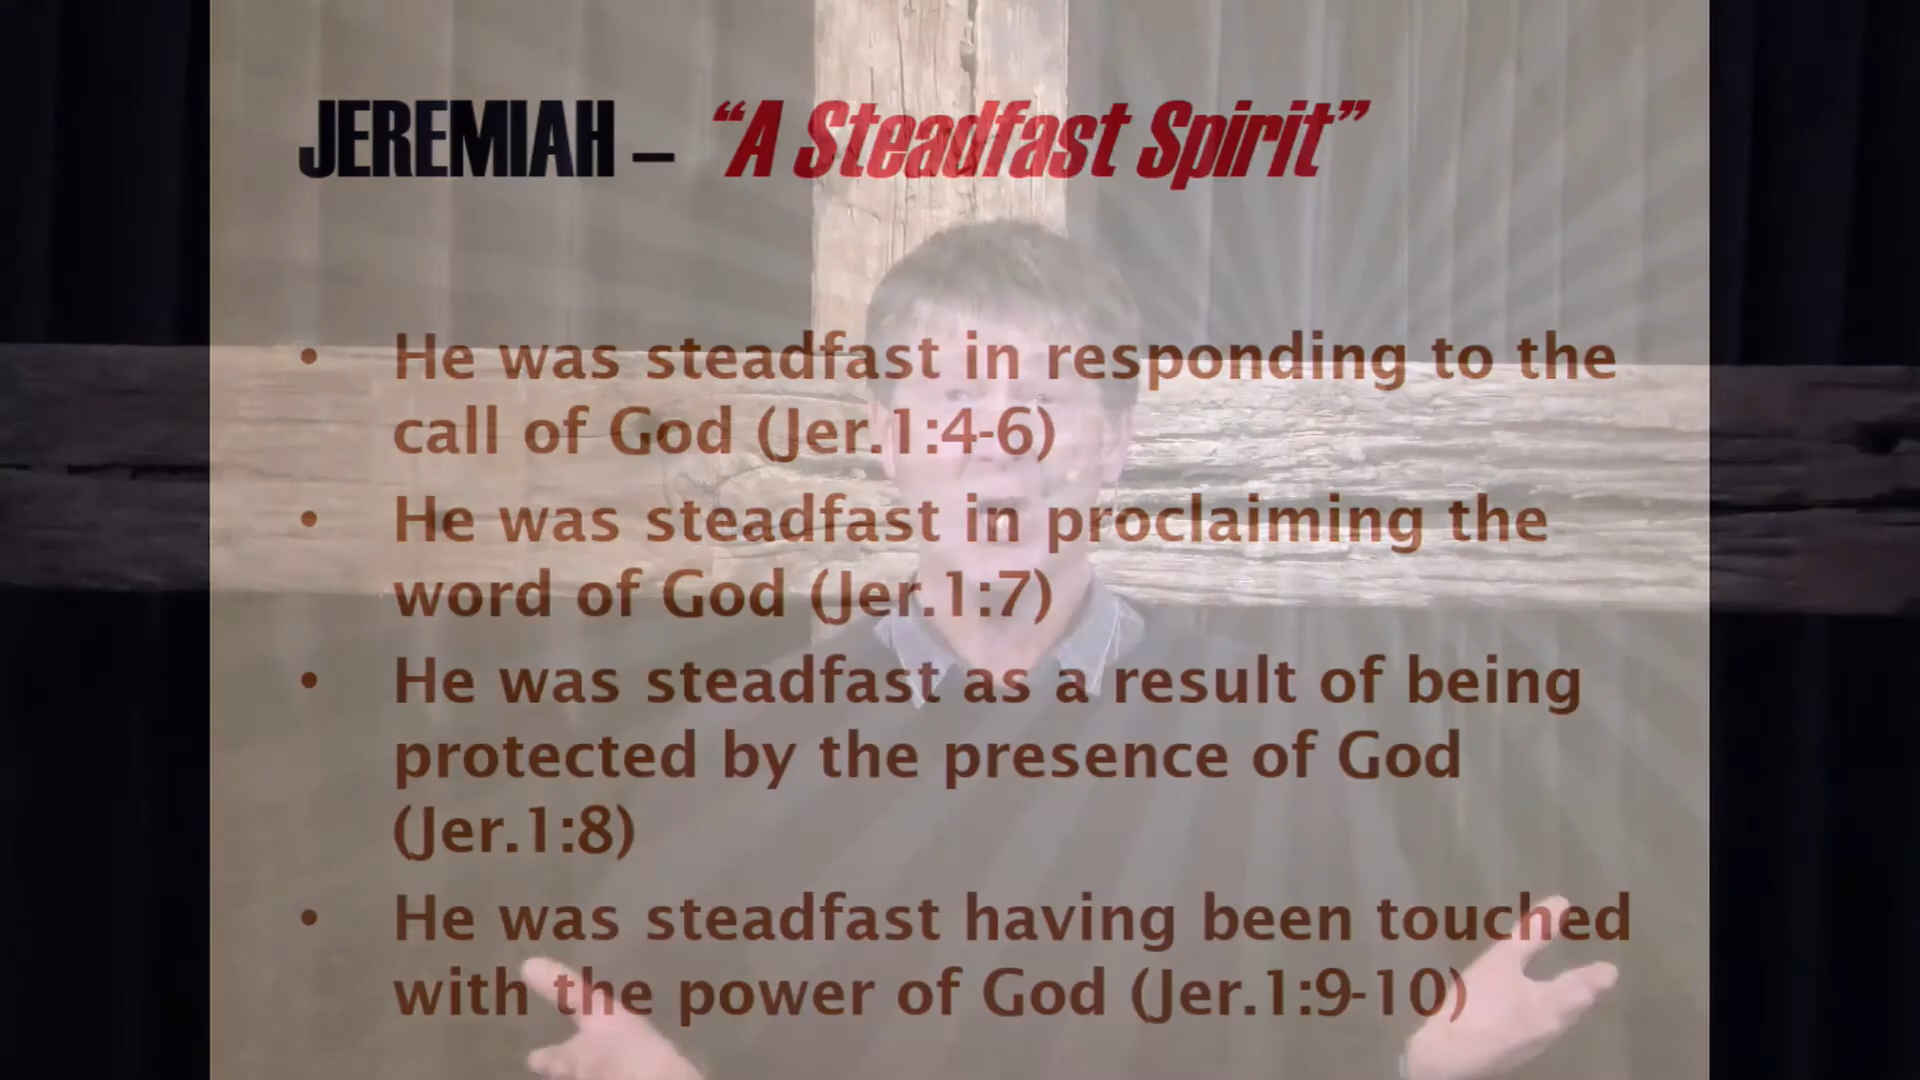 JEREMIAH – “A Steadfast Spirit”
• He was steadfast in responding to the
call of God (Jer.1:4-6)
• He was steadfast in proclaiming the
word of God (Jer.1:7)
• He was steadfast as a result of being
protected by the presence of God
(Jer.1:8)
• He was steadfast having been touched
with the power of God (Jer.1:9-10)